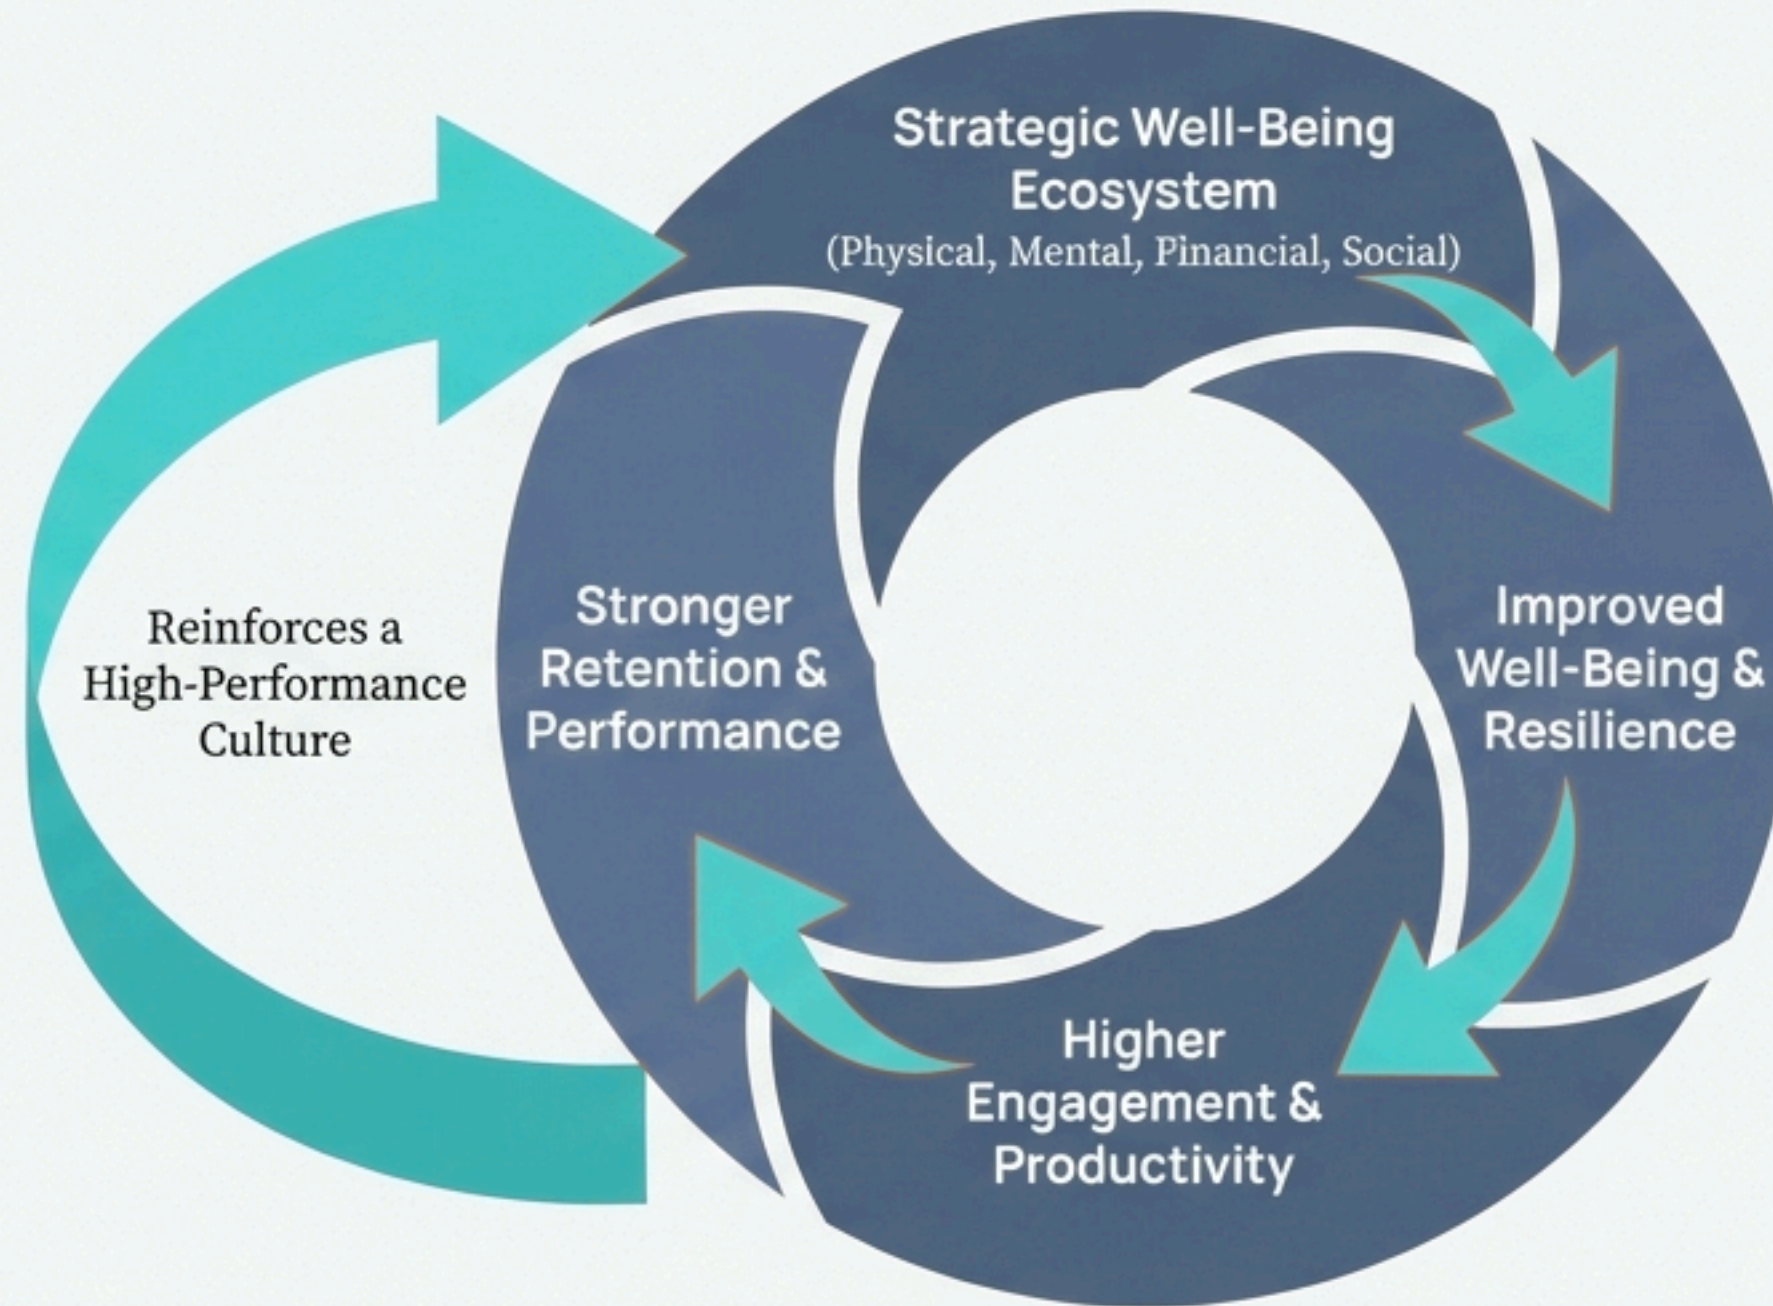 Strategic Well-Being
Ecosystem
(Physical, Mental, Pinancial, Social)
Improved
Well-Being &
Resilience
Higher
Engagement &
Productivity
Stronger
Retention &
Performance
Reinforces a
High-Performance
Culture